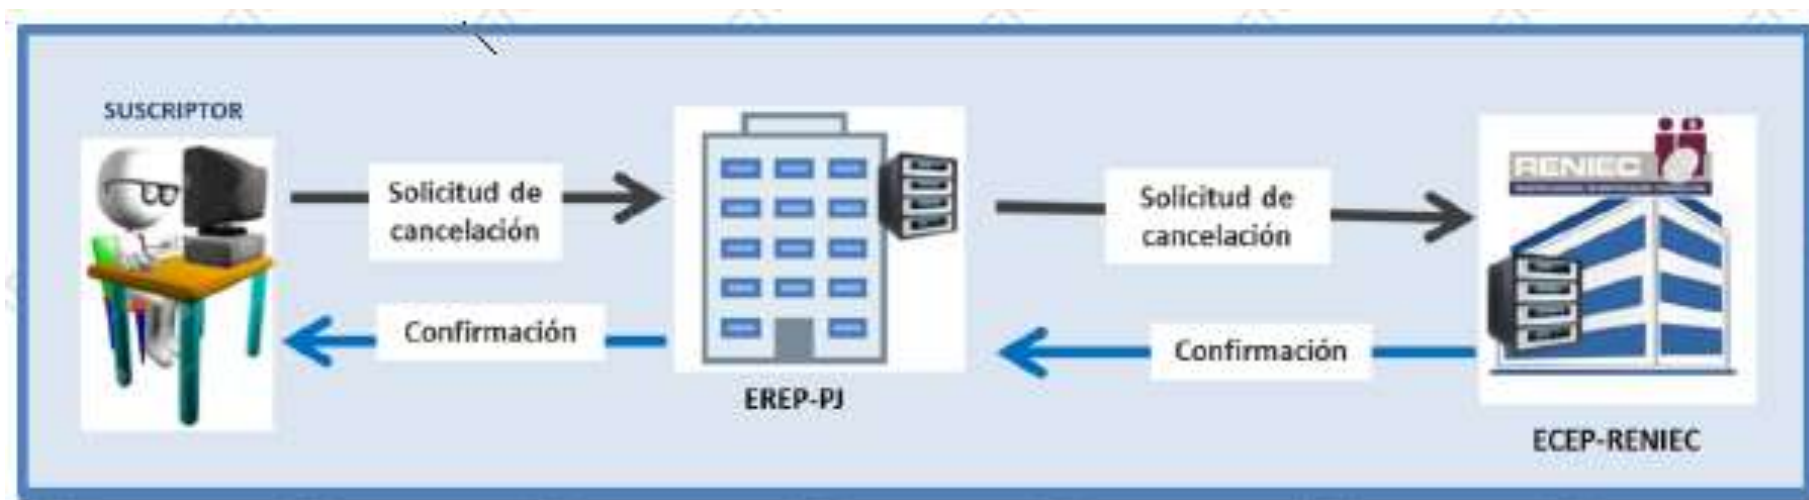 SUSCRIPTOR
Solicitud de
cancelación
Solicitud de
cancelación
RENIEC
Confirmación
Confirmación
EREP-PJ
ECEP-RENIEC